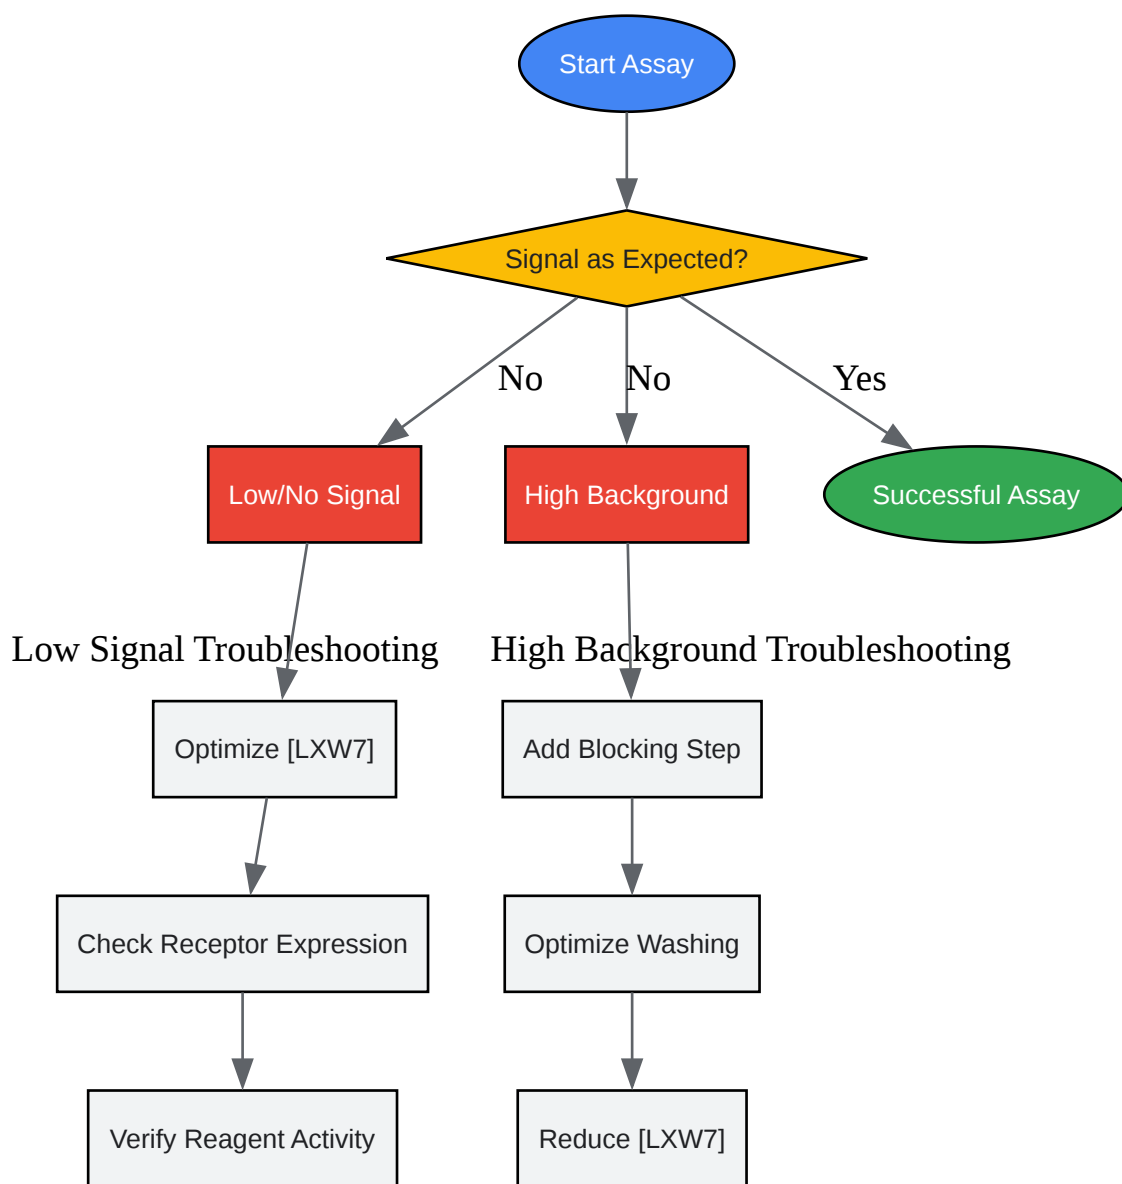 Start Assay
Signal as Expected?
No
No
Yes
Low/No Signal
High Background
Successful Assay
Low Signal Troubleshooting
High Background Troubleshooting
Optimize [LXW7]
Add Blocking Step
Check Receptor Expression
Optimize Washing
Verify Reagent Activity
Reduce [LXW7]